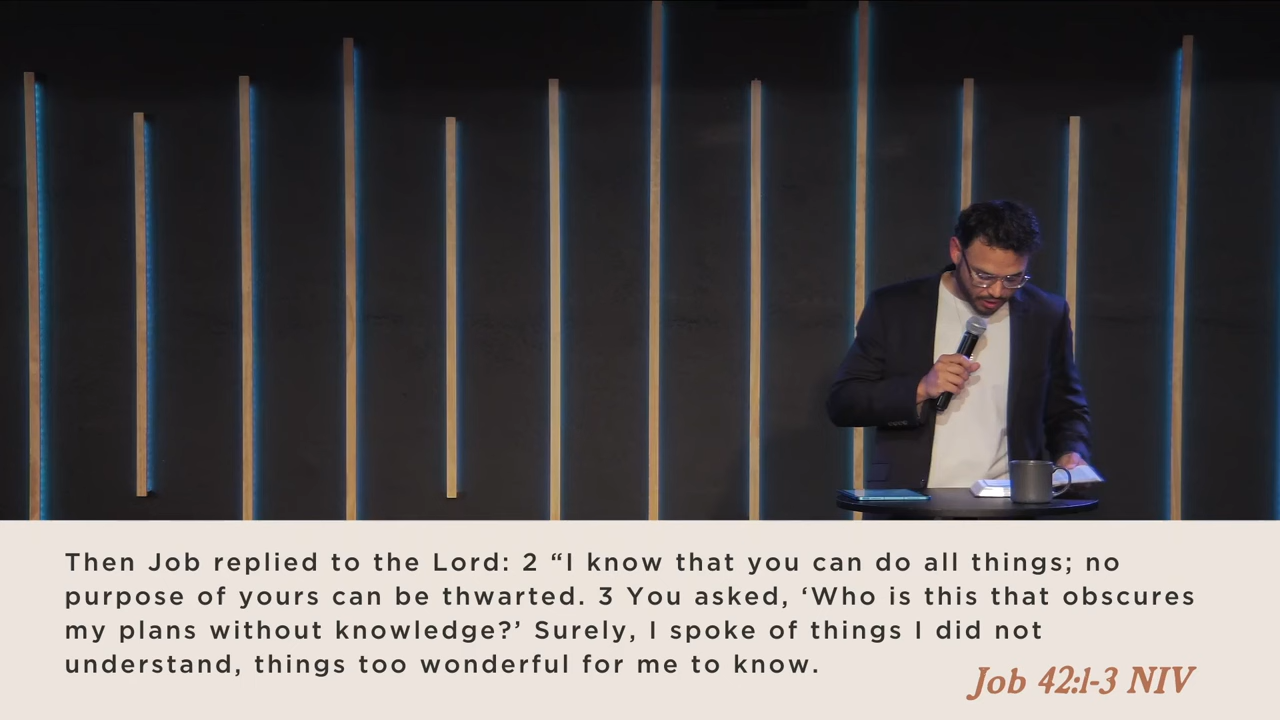 Then Job replied to the Lord: 2 “I know that you can do all things; no
purpose of yours can be thwarted. 3 You asked, ‘Who is this that obscures
my plans without knowledge?’ Surely, I spoke of things I did not
understand, things too wonderful for me to know.
Job 42:1-3 NIV